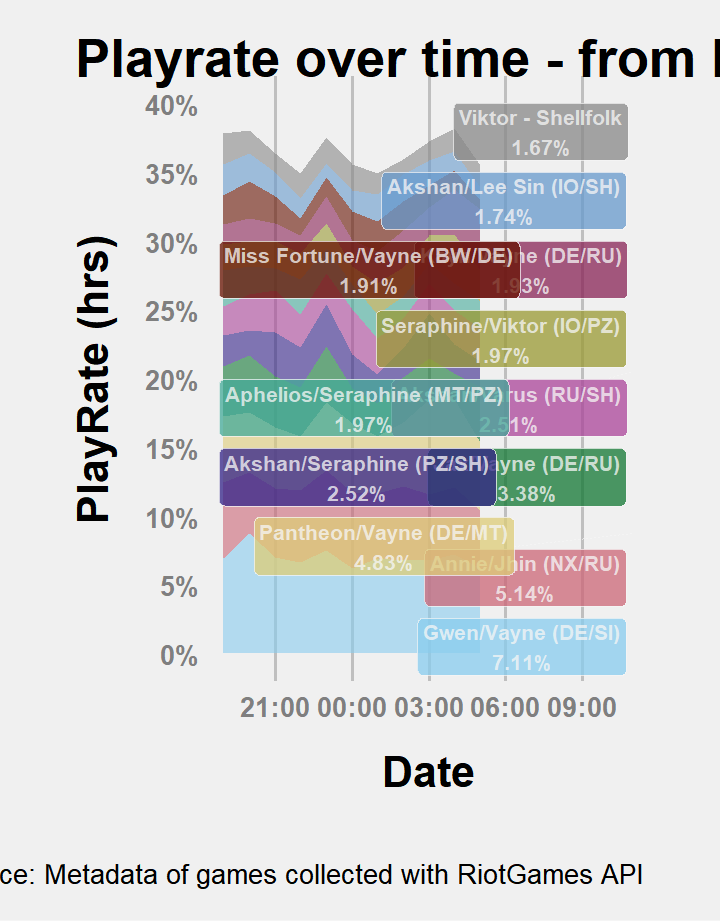 Playrate over time - from
40%
35%
30%
25%
20%
15%
10%
5%
0%
PlayRate (hrs)
Viktor - Shellfolk
1.67%
Akshan/Lee Sin (IO/SH)
1.74%
Miss Fortune/Vayne (BW/DE)
1.91%
(DE/RU)
Seraphine/Viktor (IO/PZ)
1.97%
Aphelios/Seraphine (MT/PZ)
1.97%
(RU/SH)
2.51%
Akshan/Seraphine (PZ/SH)
2.52%
(DE/RU)
3.38%
Pantheon/Vayne (DE/MT)
4.83%
Annie/Jhin (NX/RU)
5.14%
Gwen/Vayne (DE/SI)
7.11%
21:00 00:00 03:00 06:00 09:00
Date
ce: Metadata of games collected with RiotGames API